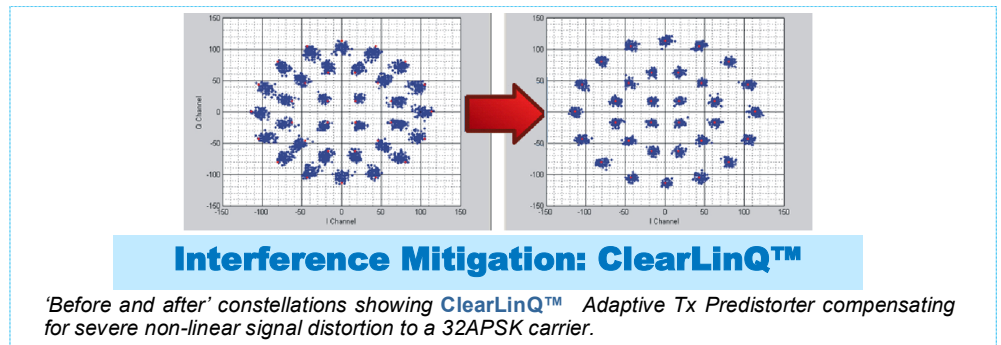 150
100
50
0
-50
-100
-150
-150 -100 -50 0 50 100 150
Q Channel
I Channel
150
100
50
0
-50
-100
-150
-150 -100 -50 0 50 100 150
I Channel
Interference Mitigation: ClearLinQ™
‘Before and after’ constellations showing ClearLinQ™ Adaptive Tx Predistorter compensating
for severe non-linear signal distortion to a 32APSK carrier.